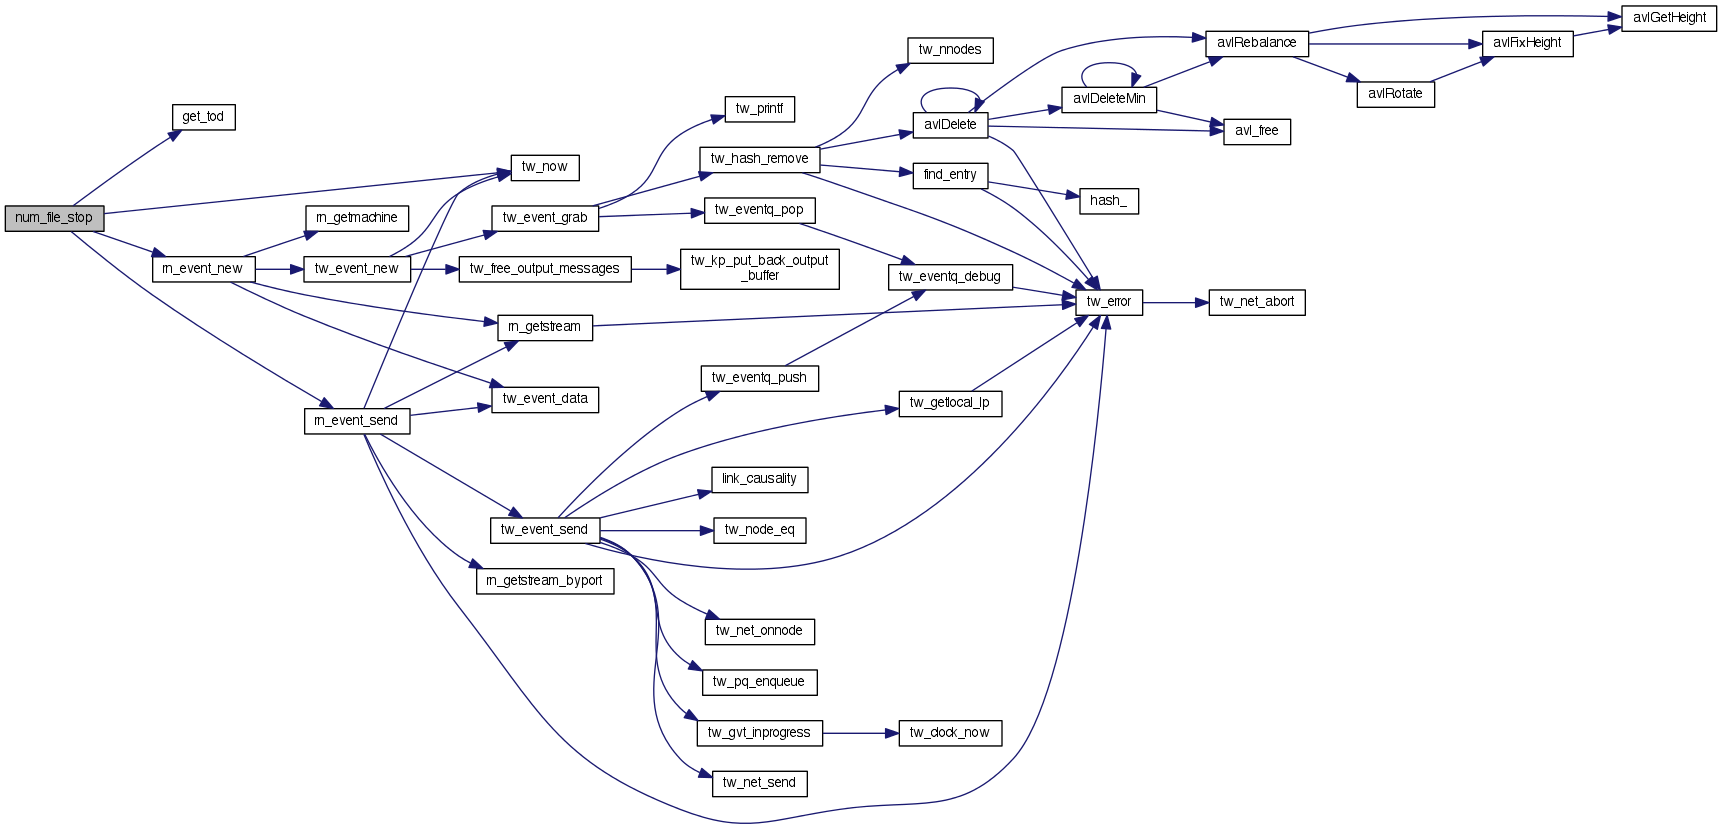 avlGetHeight
avlRebalance
avlFixHeight
tw_nnodes
avlDeleteMin
avlRotate
tw_printf
get_tod
avlDelete
avl_free
tw_hash_remove
tw_now
find_entry
hash_
num_file_stop
rn_getmachine
tw_event_grab
tw_eventq_pop
rn_event_new
tw_event_new
tw_free_output_messages
tw_kp_put_back_output
_buffer
tw_eventq_debug
tw_error
tw_net_abort
rn_getstream
tw_eventq_push
tw_event_data
tw_getlocal_lp
rn_event_send
link_causality
tw_event_send
tw_node_eq
rn_getstream_byport
tw_net_onnode
tw_pq_enqueue
tw_gvt_inprogress
tw_clock_now
tw_net_send